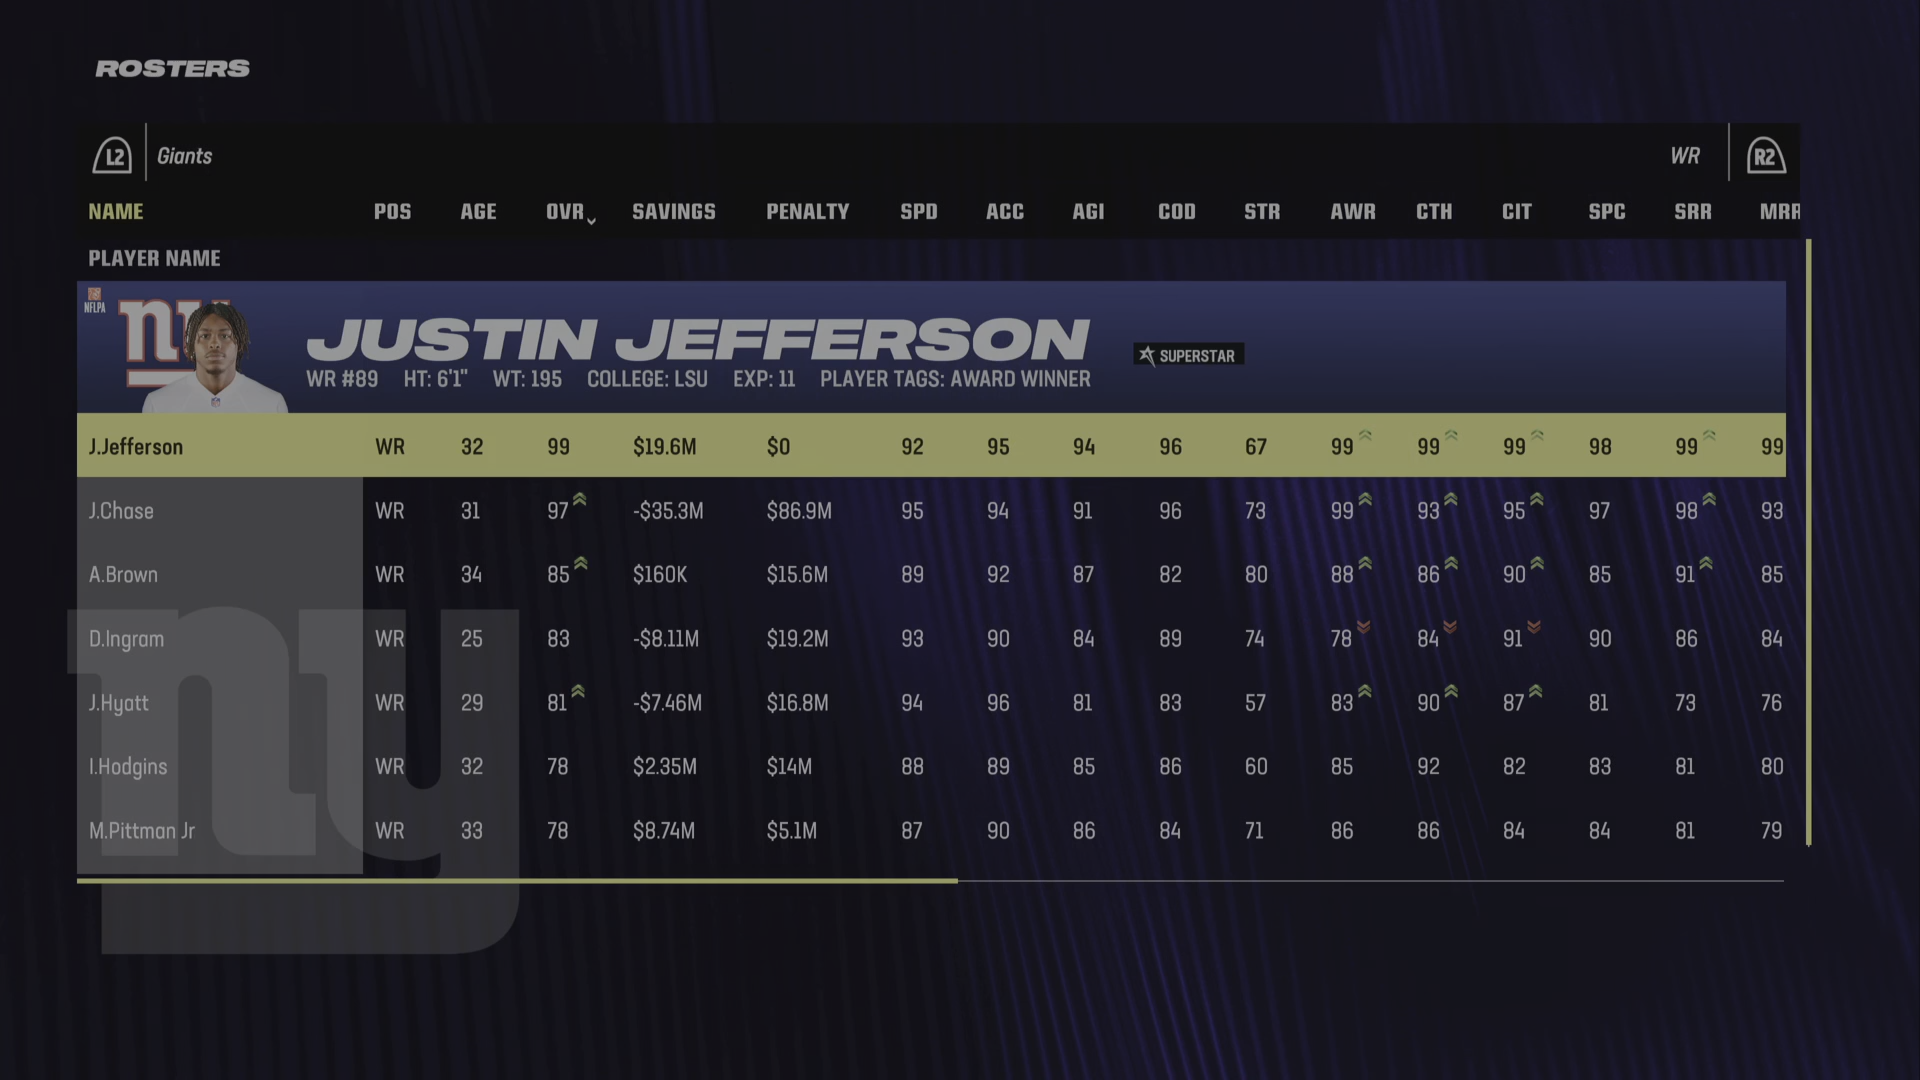 ROSTERS
L2 Giants WR R2
NAME POS AGE OVR SAVINGS PENALTY SPD ACC AGI COD STR AWR CTH CIT SPC SRR MRR
PLAYER NAME
NFLPA
ny
JUSTIN JEFFERSON SUPERSTAR
WR #89 HT: 6'1" WT: 195 COLLEGE: LSU EXP: 11 PLAYER TAGS: AWARD WINNER
J.Jefferson WR 32 99 $19.6M $0 92 95 94 96 67 99 99 99 98 99 99
J.Chase WR 31 97 -$35.3M $86.9M 95 94 91 96 73 99 93 95 97 98 93
A.Brown WR 34 85 $160K $15.6M 89 92 87 82 80 88 86 90 85 91 85
D.Ingram WR 25 83 -$8.11M $19.2M 93 90 84 89 74 78 84 91 90 86 84
J.Hyatt WR 29 81 -$7.46M $16.8M 94 96 81 83 57 83 90 87 81 73 76
I.Hodgins WR 32 78 $2.35M $14M 88 89 85 86 60 85 92 82 83 81 80
M.Pittman Jr WR 33 78 $8.74M $5.1M 87 90 86 84 71 86 86 84 84 81 79
ny